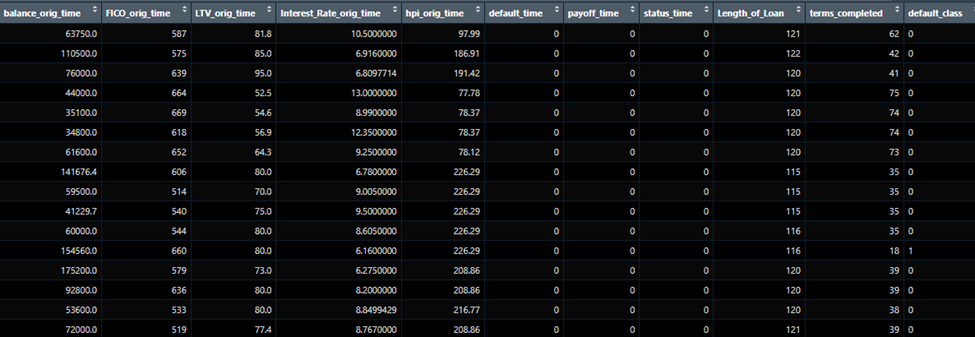 balance_orig_time FICO_orig_time LTV_orig_time Interest_Rate_orig_time hpi_orig_time default_time payoff_time status_time Length_of_Loan terms_completed default_class
63750.0 587 81.8 10.5000000 97.99 0 0 0 121 62 0
110500.0 575 85.0 6.9160000 186.91 0 0 0 122 42 0
76000.0 639 95.0 6.8097714 191.42 0 0 0 120 41 0
44000.0 664 52.5 13.0000000 77.78 0 0 0 120 75 0
35100.0 669 54.6 8.9900000 78.37 0 0 0 120 74 0
34800.0 618 56.9 12.3500000 78.37 0 0 0 120 74 0
61600.0 652 64.3 9.2500000 78.12 0 0 0 120 73 0
141676.4 606 80.0 6.7800000 226.29 0 0 0 115 35 0
59500.0 514 70.0 9.0050000 226.29 0 0 0 115 35 0
41229.7 540 75.0 9.5000000 226.29 0 0 0 115 35 0
60000.0 544 80.0 8.6050000 226.29 0 0 0 116 35 0
154560.0 660 80.0 6.1600000 226.29 0 0 0 116 18 1
175200.0 579 73.0 6.2750000 208.86 0 0 0 120 39 0
92800.0 636 80.0 8.2000000 208.86 0 0 0 120 39 0
53600.0 533 80.0 8.8499429 216.77 0 0 0 120 38 0
72000.0 519 77.4 8.7670000 208.86 0 0 0 121 39 0